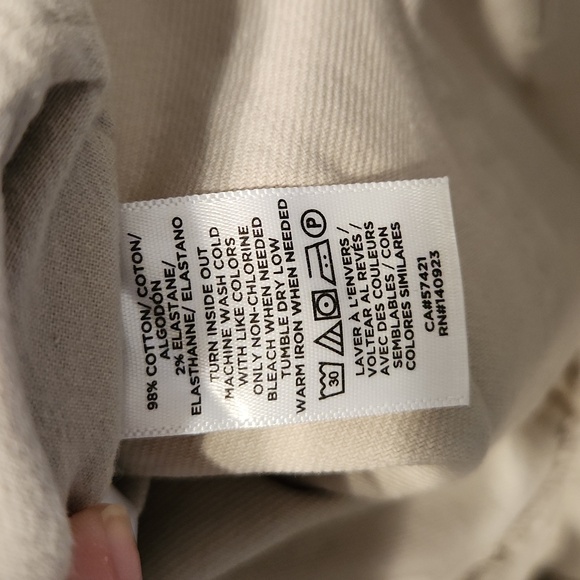 98% COTTON/ COTON/
ALGODÓN
2% ELASTANE/
ELASTHANNE/ ELASTANO
TURN INSIDE OUT
MACHINE WASH COLD
WITH LIKE COLORS
ONLY NON-CHLORINE
BLEACH WHEN NEEDED
TUMBLE DRY LOW
WARM IRON WHEN NEEDED
30 P
LAVER À L'ENVERS /
VOLTEAR AL REVÉS /
AVEC DES COULEURS
SEMBLABLES / CON
COLORES SIMILARES
CA#57421
RN#140923